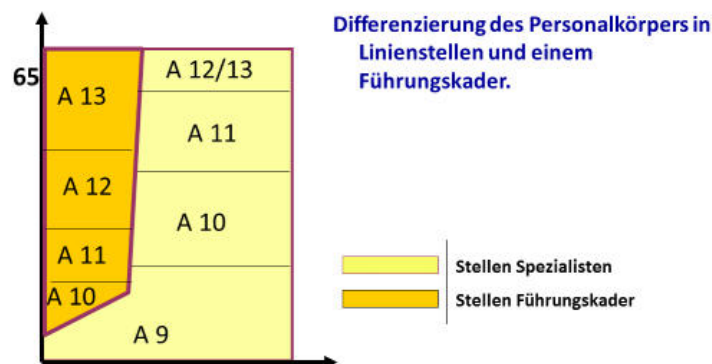 Differenzierung des Personalkörpers in
Linienstellen und einem
Führungskader.
65
A 13
A 12/13
A 11
A 12
A 10
A 11
A 10
A 9
Stellen Spezialisten
Stellen Führungskader